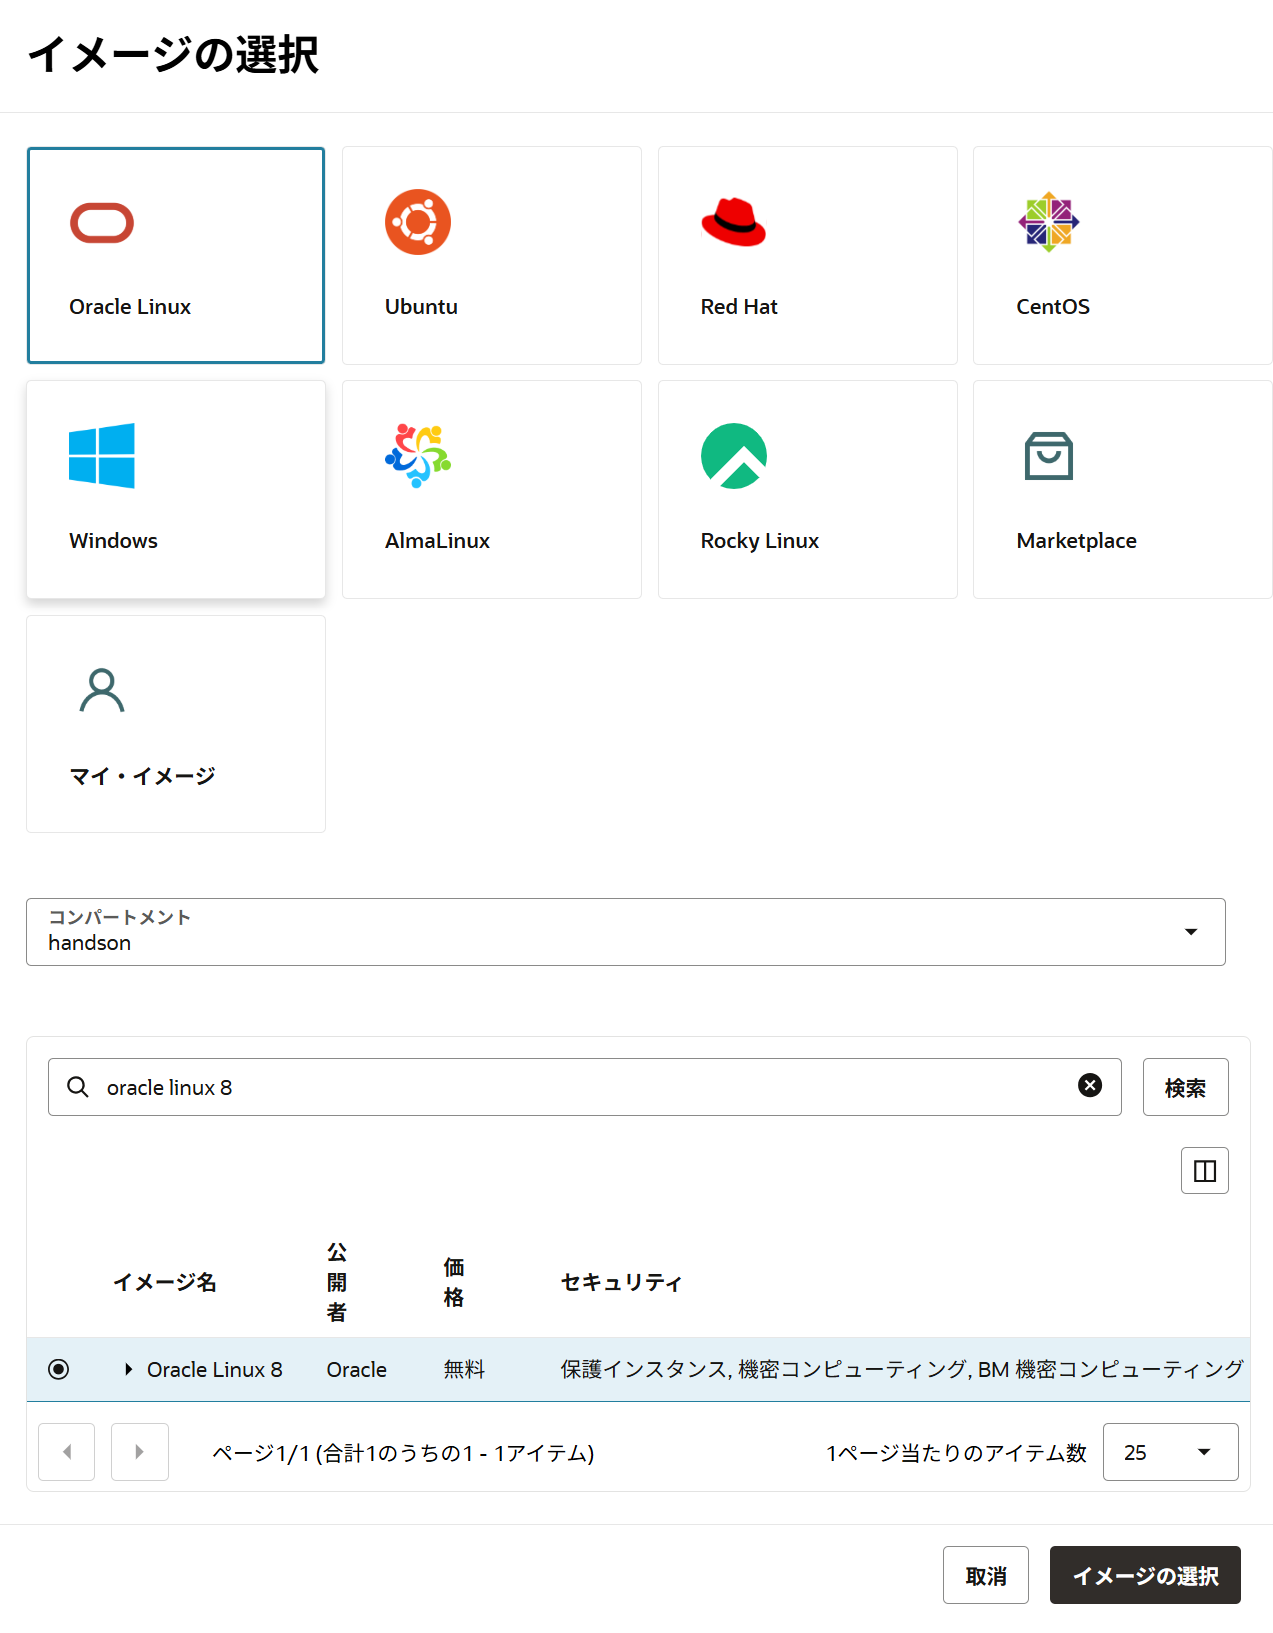 イメージの選択
Oracle Linux
Ubuntu
Red Hat
CentOS
Windows
AlmaLinux
Rocky Linux
Marketplace
マイ・イメージ
コンパートメント
handson
oracle linux 8
検索
イメージ名
公開者
価格
セキュリティ
Oracle Linux 8
Oracle
無料
保護インスタンス, 機密コンピューティング, BM 機密コンピューティング
ページ1/1 (合計1のうちの1 - 1アイテム)
1ページ当たりのアイテム数
25
取消
イメージの選択